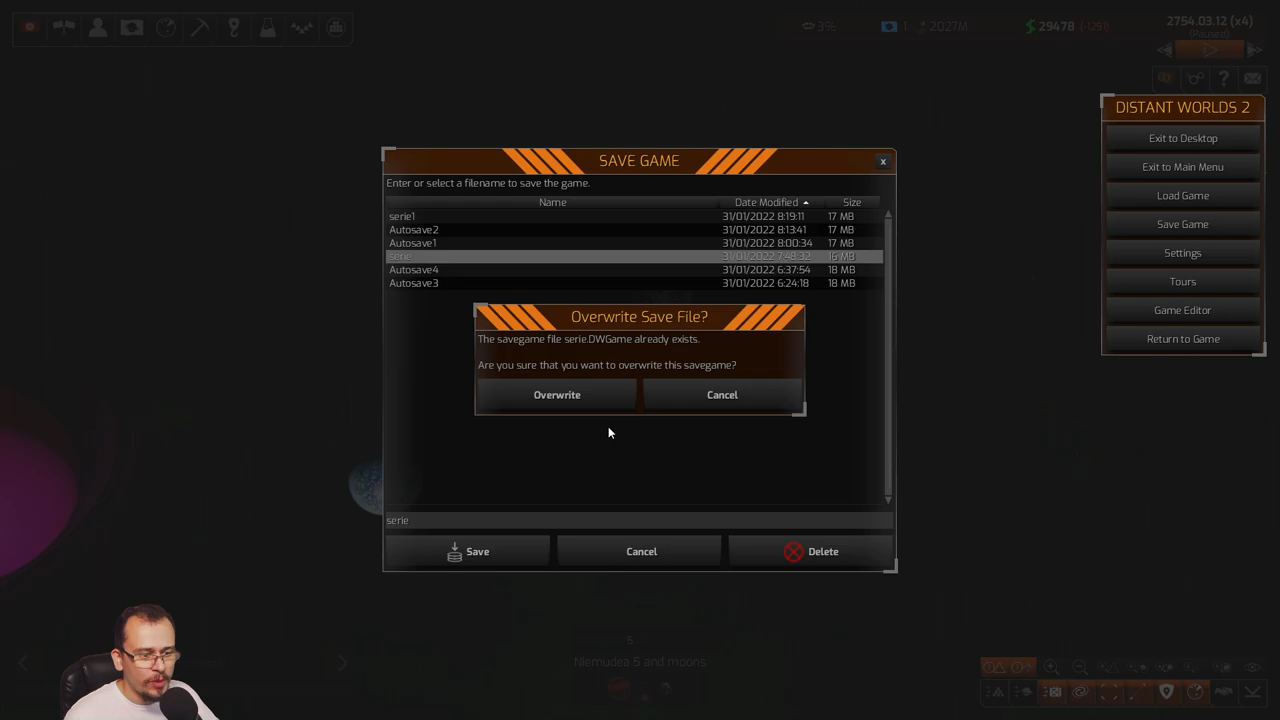 3%
1
2027M
29478 (-1291)
2754.03.12 (x4)
(Paused)
DISTANT WORLDS 2
Exit to Desktop
Exit to Main Menu
Load Game
Save Game
Settings
Tours
Game Editor
Return to Game
SAVE GAME
x
Enter or select a filename to save the game.
Name Date Modified Size
serie1 31/01/2022 8:19:11 17 MB
Autosave2 31/01/2022 8:13:41 17 MB
Autosave1 31/01/2022 8:00:34 17 MB
serie 31/01/2022 7:48:32 16 MB
Autosave4 31/01/2022 6:37:54 18 MB
Autosave3 31/01/2022 6:24:18 18 MB
Overwrite Save File?
The savegame file serie.DWGame already exists.
Are you sure that you want to overwrite this savegame?
Overwrite Cancel
serie
Save Cancel Delete
5
Niemudea 5 and moons